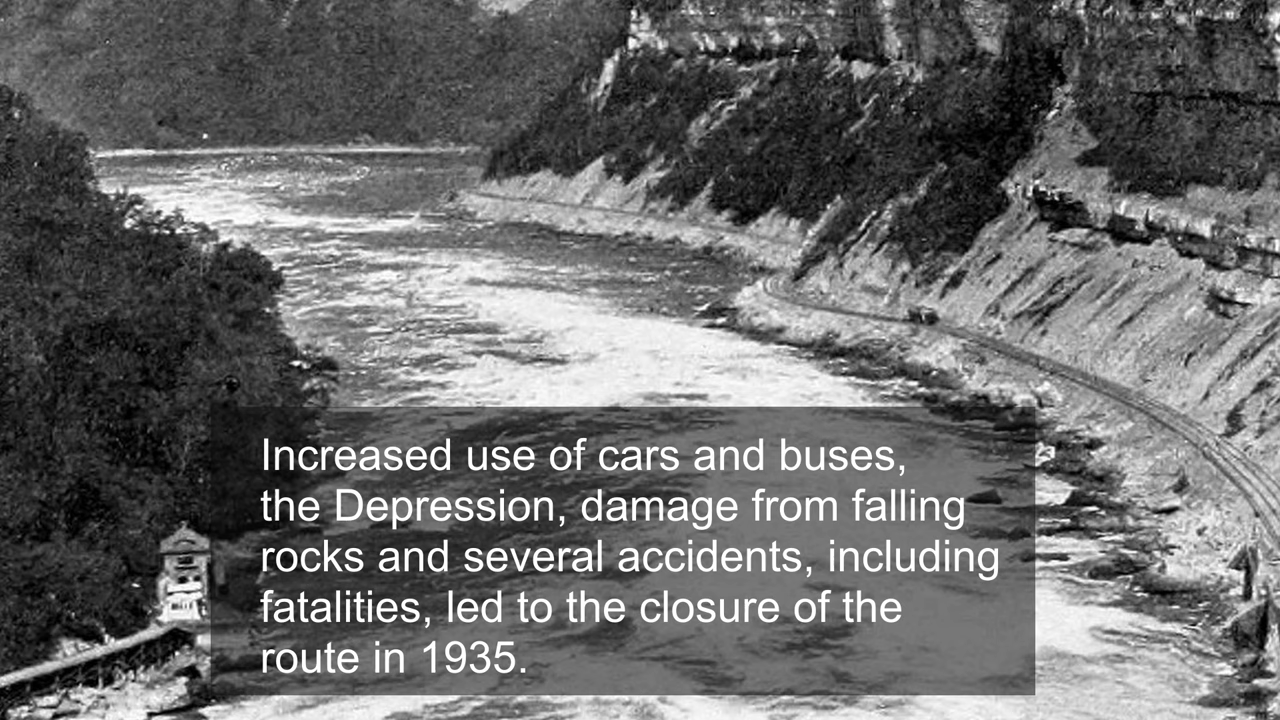 Increased use of cars and buses,
the Depression, damage from falling
rocks and several accidents, including
fatalities, led to the closure of the
route in 1935.